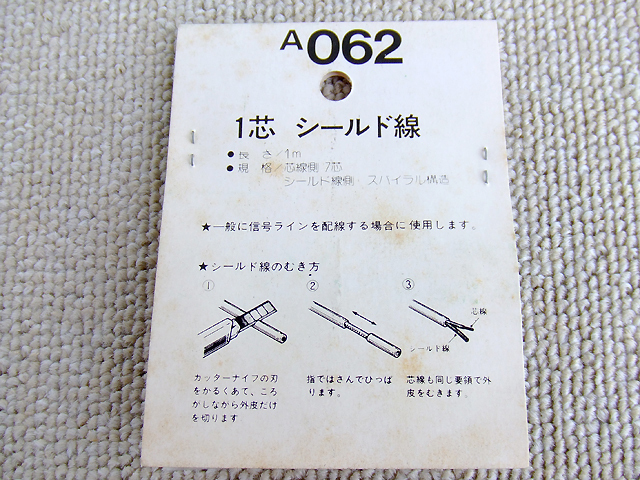 A062
1芯 シールド線
●長 さ/1m
●規 格/芯線側 7芯
シールド線側・スパイラル構造
★一般に信号ラインを配線する場合に使用します。
★シールド線のむき方
① ② ③
芯線
シールド線
カッターナイフの刃
をかるくあて、ころ
がしながら外皮だけ
を切ります
指ではさんでひっぱ
ります。
芯線も同じ要領で外
皮をむきます。